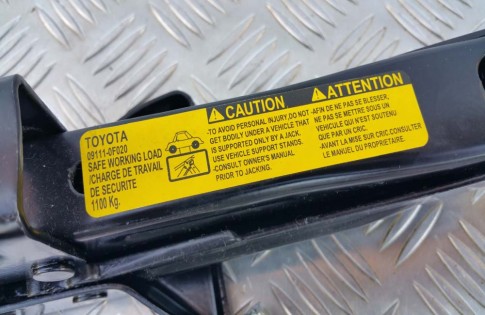 TOYOTA
09111-0F020
SAFE WORKING LOAD
/CHARGE DE TRAVAIL
DE SECURITE
1100 Kg.
CAUTION
-TO AVOID PERSONAL INJURY,DO NOT
GET BODILY UNDER A VEHICLE THAT
IS SUPPORTED ONLY BY A JACK.
USE VEHICLE SUPPORT STANDS.
-CONSULT OWNER'S MANUAL
PRIOR TO JACKING.
ATTENTION
-AFIN DE NE PAS SE BLESSER,
NE PAS SE METTRE SOUS UN
VEHICULE QUI N'EST SOUTENU
QUE PAR UN CRIC.
-AVANT LA MISE SUR CRIC,CONSULTER
LE MANUEL DU PROPRIETAIRE.